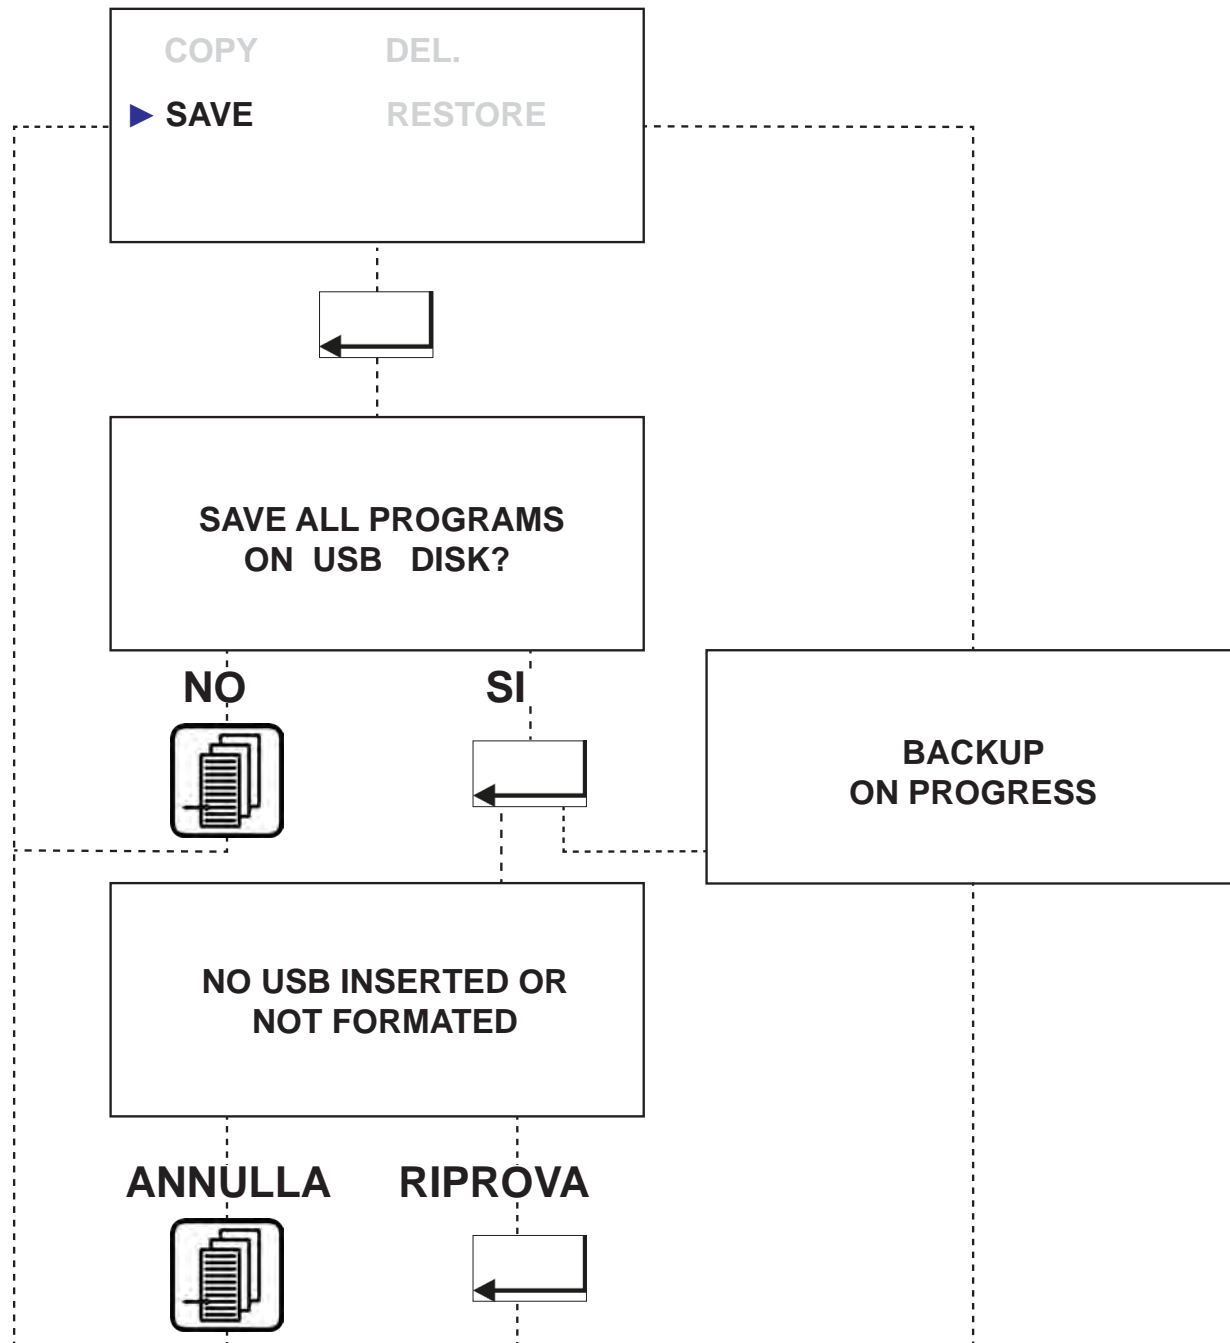 COPY DEL.
► SAVE RESTORE
SAVE ALL PROGRAMS
ON USB DISK?
NO SI
BACKUP
ON PROGRESS
NO USB INSERTED OR
NOT FORMATED
ANNULLA RIPROVA